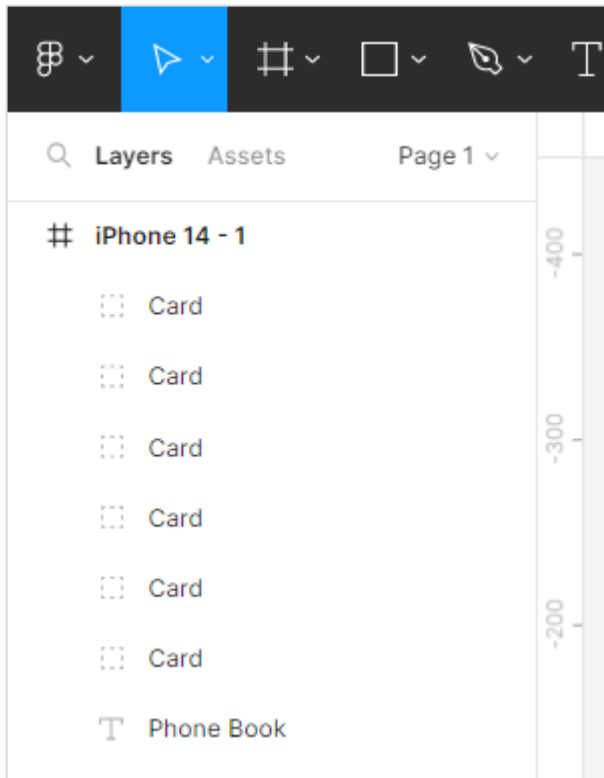 Layers Assets Page 1
iPhone 14 - 1
-400
Card
Card
-300
Card
Card
Card
-200
Card
Phone Book